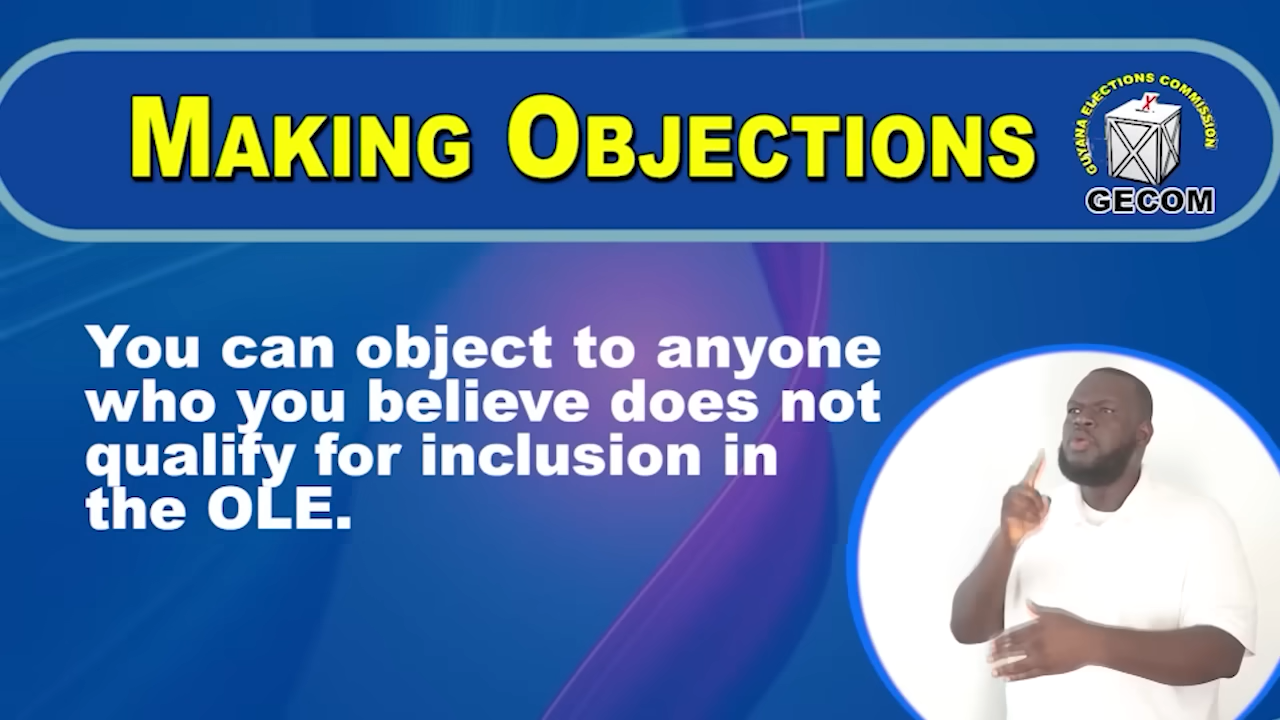 MAKING OBJECTIONS
GUYANA ELECTIONS COMMISSION
GECOM
You can object to anyone
who you believe does not
qualify for inclusion in
the OLE.